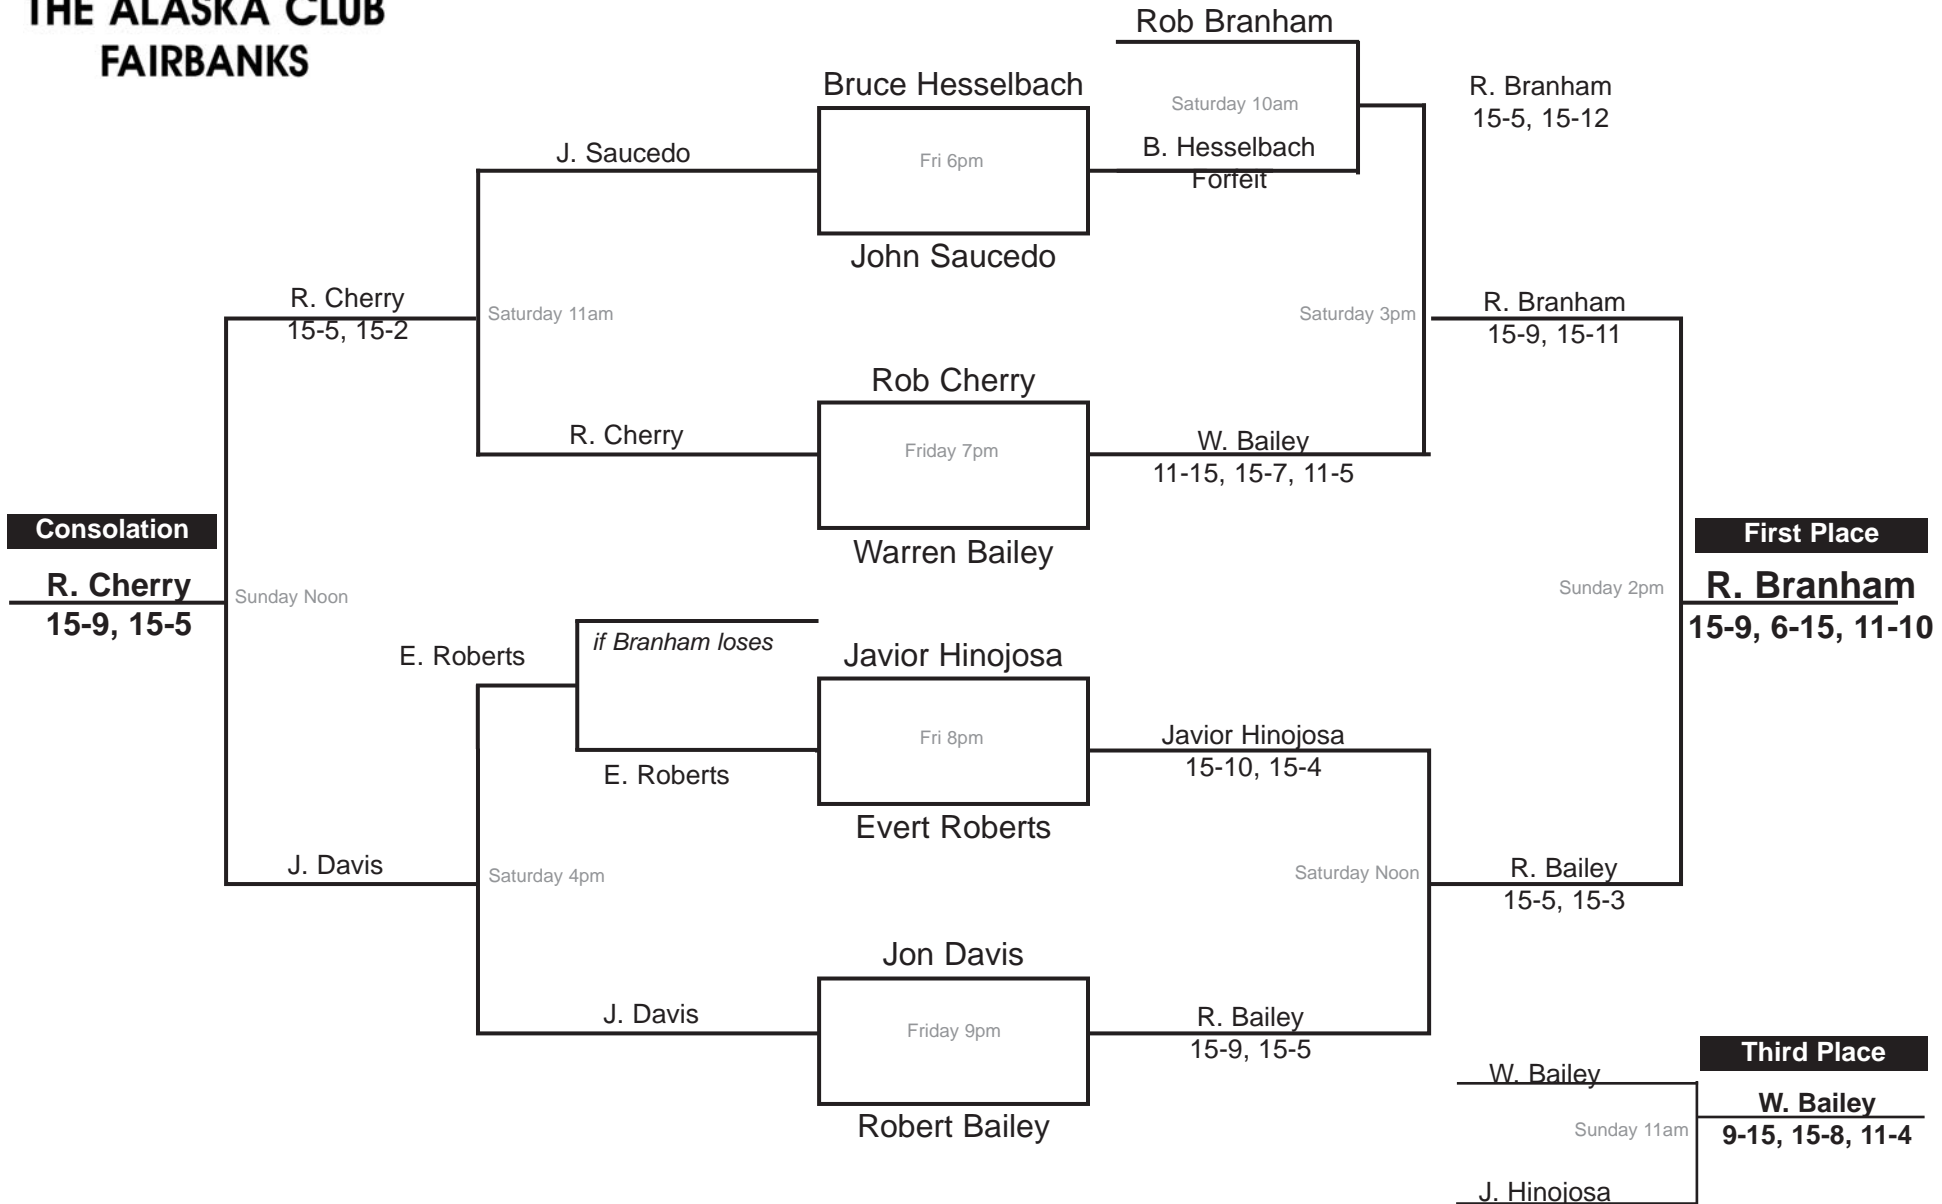 THE ALASKA CLUB
FAIRBANKS
Rob Branham
Bruce Hesselbach
Saturday 10am
R. Branham
15-5, 15-12
J. Saucedo
Fri 6pm
B. Hesselbach
Forfeit
John Saucedo
R. Cherry
15-5, 15-2
Saturday 11am
Saturday 3pm
R. Branham
15-9, 15-11
Rob Cherry
R. Cherry
Friday 7pm
W. Bailey
11-15, 15-7, 11-5
Warren Bailey
Consolation
R. Cherry
15-9, 15-5
Sunday Noon
First Place
Sunday 2pm
R. Branham
15-9, 6-15, 11-10
E. Roberts
if Branham loses
Javior Hinojosa
Fri 8pm
Javior Hinojosa
15-10, 15-4
E. Roberts
Evert Roberts
J. Davis
Saturday 4pm
Saturday Noon
R. Bailey
15-5, 15-3
Jon Davis
J. Davis
Friday 9pm
R. Bailey
15-9, 15-5
Robert Bailey
Third Place
W. Bailey
W. Bailey
9-15, 15-8, 11-4
Sunday 11am
J. Hinojosa